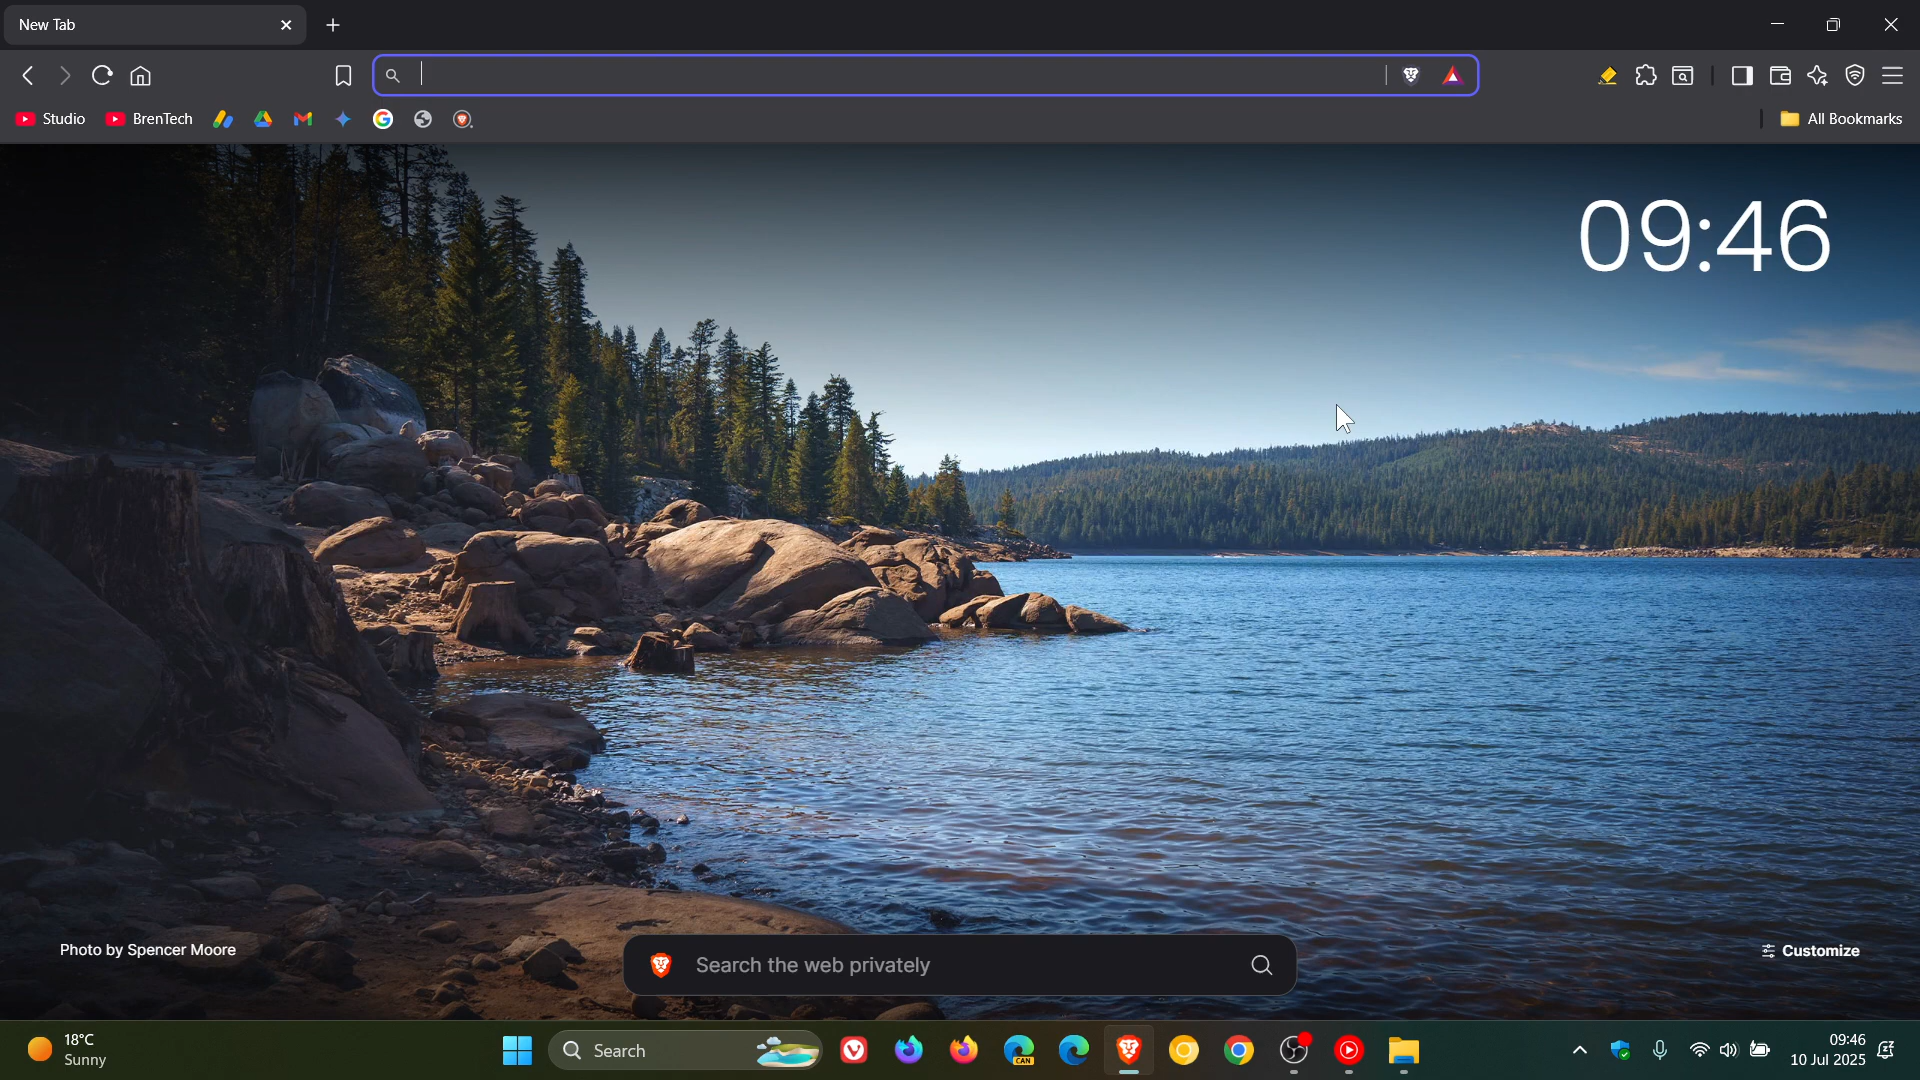 New Tab
Studio
BrenTech
All Bookmarks
09:46
Photo by Spencer Moore
Search the web privately
Customize
18°C
Sunny
Search
CAN
09:46
10 Jul 2025